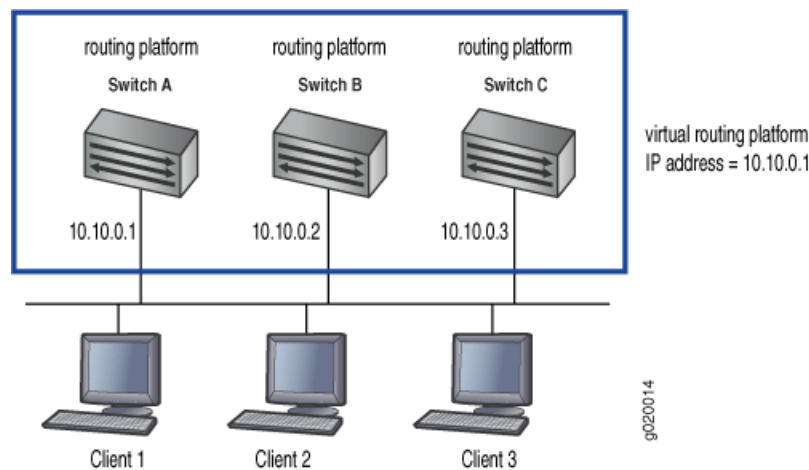 routing platform
routing platform
routing platform
Switch A
Switch B
Switch C
virtual routing platform
IP address = 10.10.0.1
10.10.0.1
10.10.0.2
10.10.0.3
Client 1
Client 2
Client 3
g020014